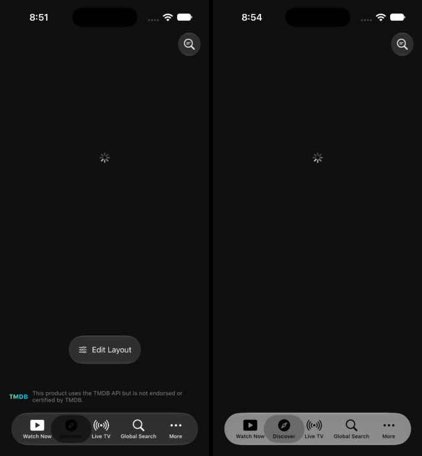 8:51
Edit Layout
TMDB This product uses the TMDB API but is not endorsed or
certified by TMDB.
Watch Now Discover Live TV Global Search More
8:54
Watch Now Discover Live TV Global Search More